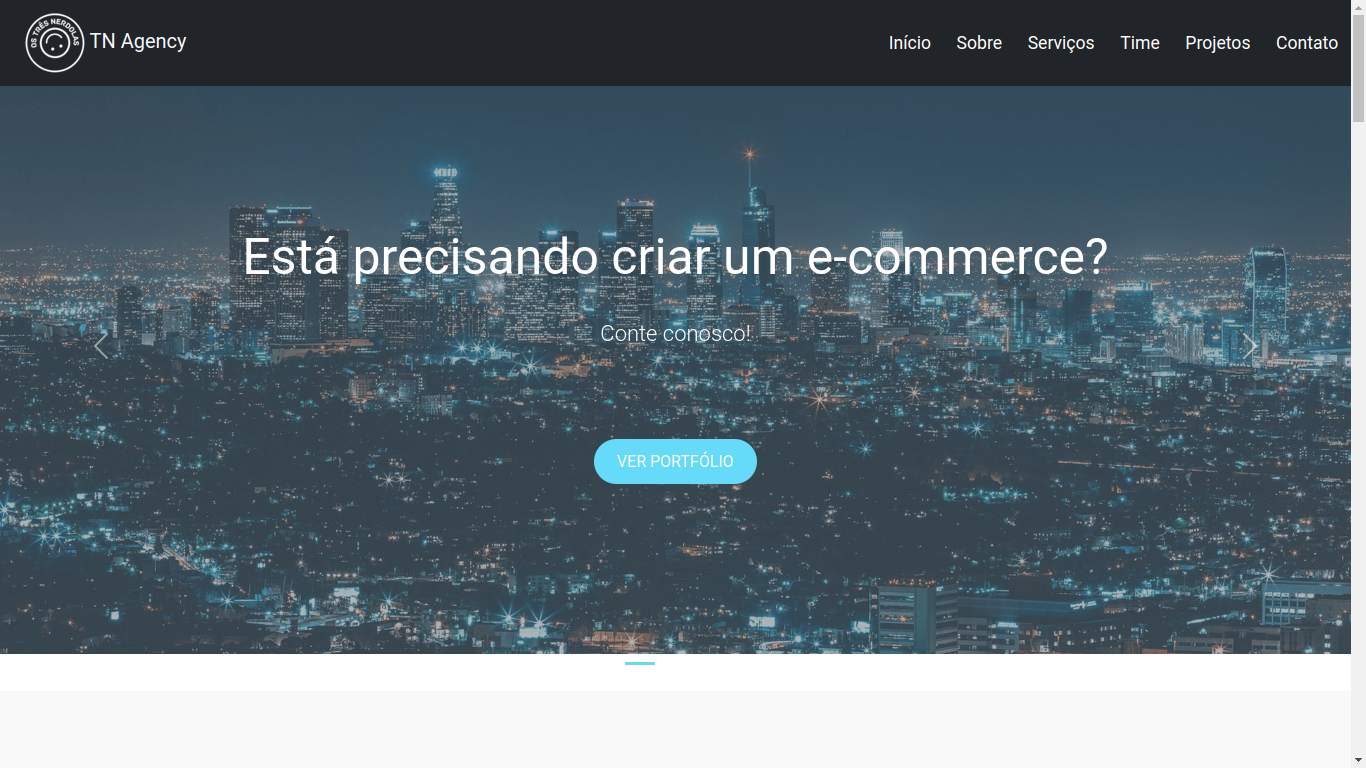 OS TRÊS NERDOLAS
TN Agency
Início
Sobre
Serviços
Time
Projetos
Contato
Está precisando criar um e-commerce?
Conte conosco!
VER PORTFÓLIO